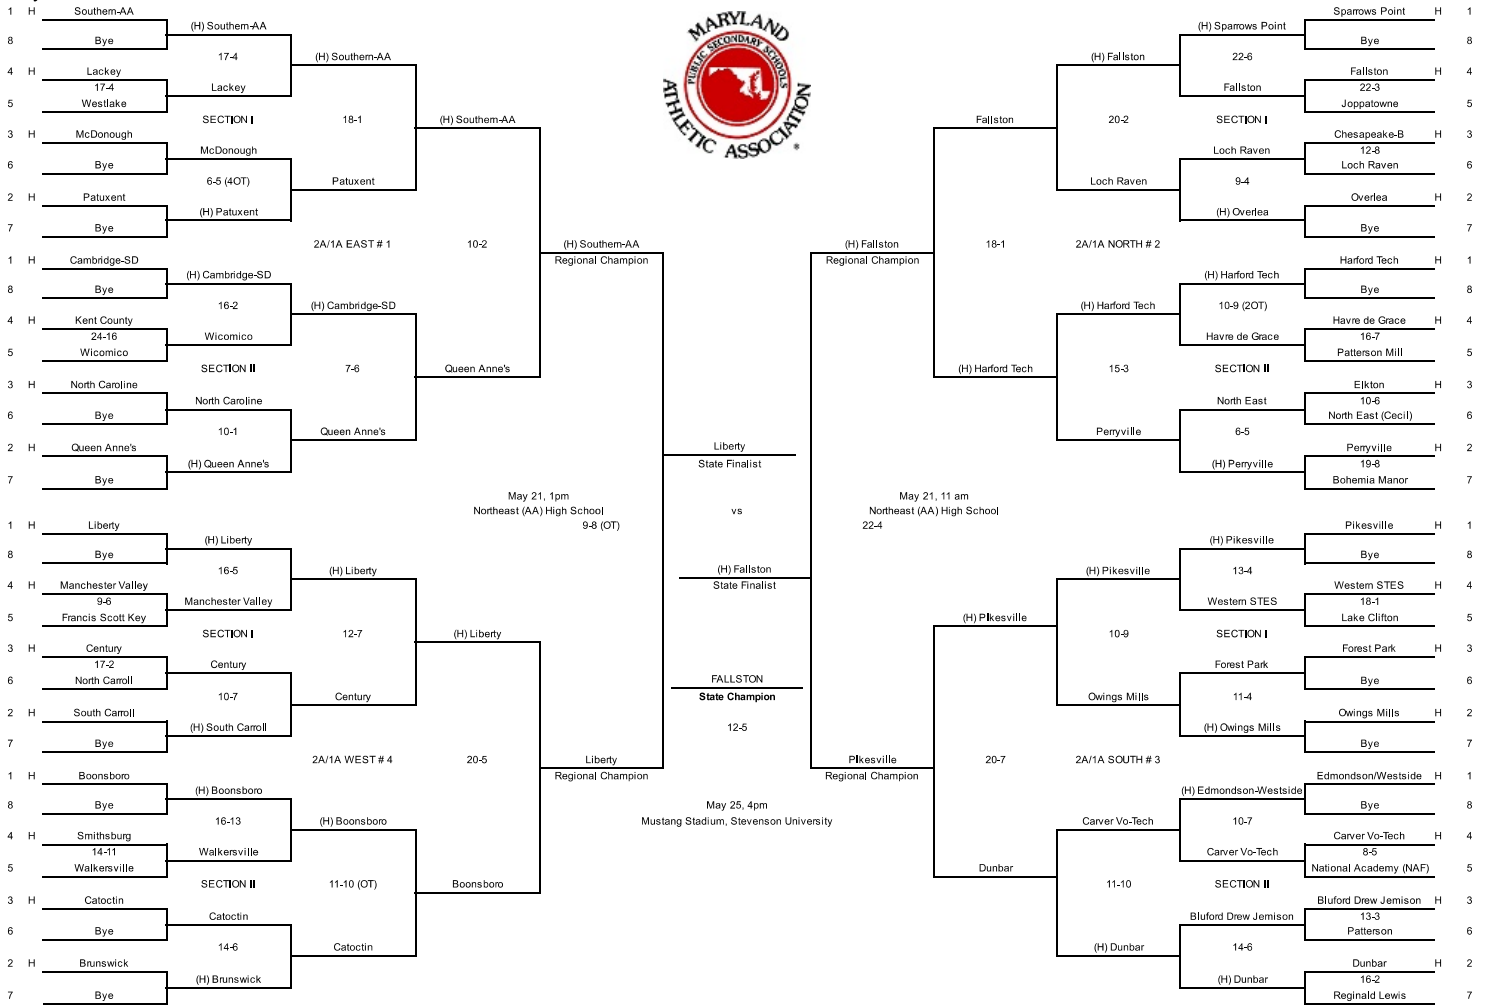 MARYLAND
PUBLIC SECONDARY SCHOOLS
ATHLETIC ASSOCIATION
1 H Southern-AA
8 Bye
(H) Southern-AA
17-4
4 H Lackey
17-4
5 Westlake
Lackey
(H) Southern-AA
SECTION I
18-1
3 H McDonough
6 Bye
McDonough
6-5 (4OT)
2 H Patuxent
7 Bye
(H) Patuxent
Patuxent
(H) Southern-AA
2A/1A EAST # 1
10-2
1 H Cambridge-SD
8 Bye
(H) Cambridge-SD
16-2
4 H Kent County
24-16
5 Wicomico
Wicomico
(H) Cambridge-SD
SECTION II
7-6
3 H North Caroline
6 Bye
North Caroline
10-1
2 H Queen Anne's
7 Bye
(H) Queen Anne's
Queen Anne's
Queen Anne's
(H) Southern-AA
Regional Champion
1 H Liberty
8 Bye
(H) Liberty
16-5
4 H Manchester Valley
9-6
5 Francis Scott Key
Manchester Valley
(H) Liberty
SECTION I
12-7
3 H Century
17-2
6 North Carroll
Century
10-7
2 H South Carroll
7 Bye
(H) South Carroll
Century
(H) Liberty
2A/1A WEST # 4
20-5
1 H Boonsboro
8 Bye
(H) Boonsboro
16-13
4 H Smithsburg
14-11
5 Walkersville
Walkersville
(H) Boonsboro
SECTION II
11-10 (OT)
3 H Catoctin
6 Bye
Catoctin
14-6
2 H Brunswick
7 Bye
(H) Brunswick
Catoctin
Boonsboro
Liberty
Regional Champion
May 21, 1pm
Northeast (AA) High School
9-8 (OT)
Liberty
State Finalist
vs
(H) Fallston
State Finalist
FALLSTON
State Champion
12-5
May 25, 4pm
Mustang Stadium, Stevenson University
May 21, 11 am
Northeast (AA) High School
22-4
(H) Fallston
Regional Champion
Sparrows Point H 1
Bye 8
(H) Sparrows Point
22-6
Fallston H 4
22-3
Joppatowne 5
Fallston
(H) Fallston
SECTION I
20-2
Chesapeake-B H 3
12-8
Loch Raven 6
Loch Raven
9-4
Overlea H 2
Bye 7
(H) Overlea
Loch Raven
Fallston
2A/1A NORTH # 2
18-1
Harford Tech H 1
Bye 8
(H) Harford Tech
10-9 (2OT)
Havre de Grace H 4
16-7
Patterson Mill 5
Havre de Grace
(H) Harford Tech
SECTION II
15-3
Elkton H 3
10-6
North East (Cecil) 6
North East
6-5
Perryville H 2
19-8
Bohemia Manor 7
(H) Perryville
Perryville
(H) Harford Tech
Pikesville H 1
Bye 8
(H) Pikesville
13-4
Western STES H 4
18-1
Lake Clifton 5
Western STES
(H) Pikesville
SECTION I
10-9
Forest Park H 3
Bye 6
Forest Park
11-4
Owings Mills H 2
Bye 7
(H) Owings Mills
Owings Mills
(H) Pikesville
2A/1A SOUTH # 3
20-7
Pikesville
Regional Champion
Edmondson/Westside H 1
Bye 8
(H) Edmondson-Westside
10-7
Carver Vo-Tech H 4
8-5
National Academy (NAF) 5
Carver Vo-Tech
Carver Vo-Tech
SECTION II
11-10
Bluford Drew Jemison H 3
13-3
Patterson 6
Bluford Drew Jemison
14-6
Dunbar H 2
16-2
Reginald Lewis 7
(H) Dunbar
(H) Dunbar
Dunbar